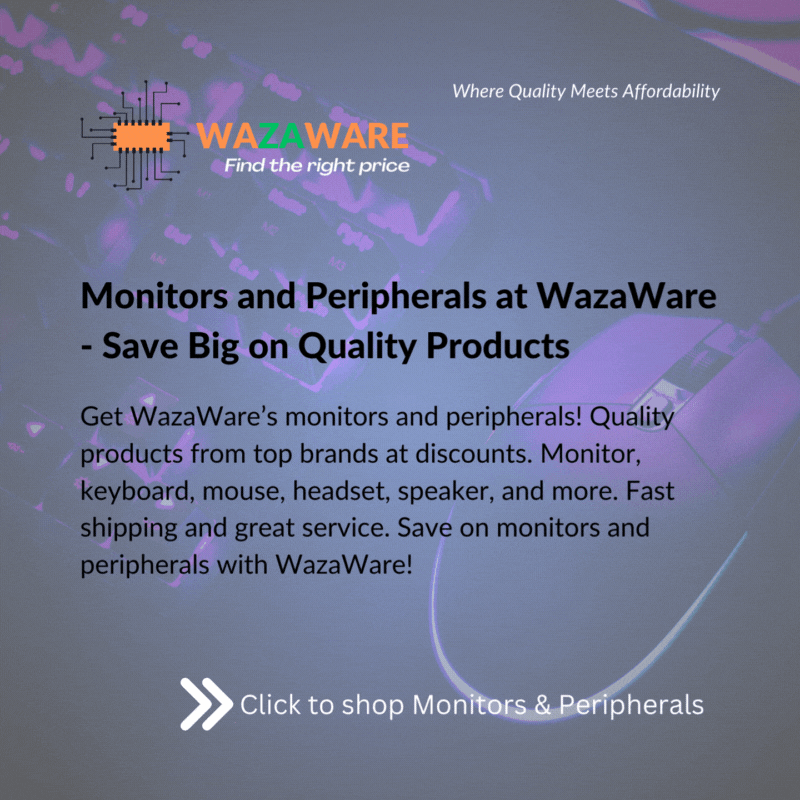 Where Quality Meets Affordability
WAZAWARE
Find the right price
Monitors and Peripherals at WazaWare
- Save Big on Quality Products
Get WazaWare’s monitors and peripherals! Quality
products from top brands at discounts. Monitor,
keyboard, mouse, headset, speaker, and more. Fast
shipping and great service. Save on monitors and
peripherals with WazaWare!
Click to shop Monitors & Peripherals